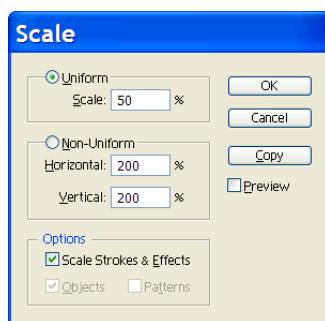 Scale
Uniform
Scale: 50 %
Non-Uniform
Horizontal: 200 %
Vertical: 200 %
Options
Scale Strokes & Effects
Objects Patterns
OK
Cancel
Copy
Preview